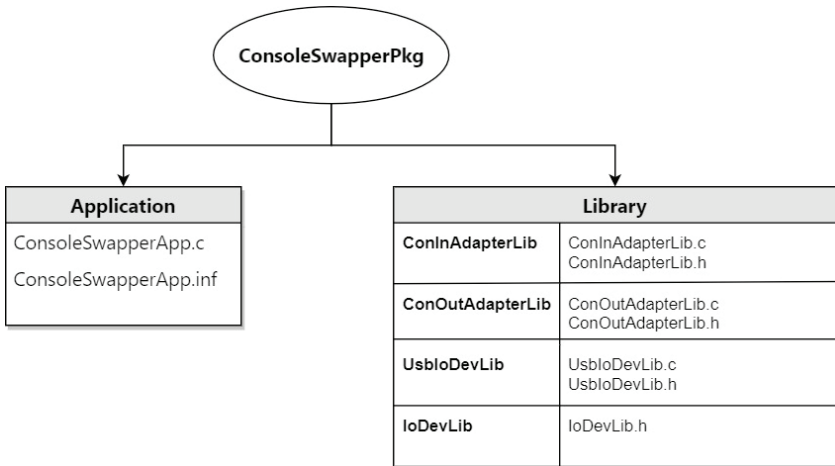 ConsoleSwapperPkg
Application
ConsoleSwapperApp.c
ConsoleSwapperApp.inf
Library
ConInAdapterLib
ConInAdapterLib.c
ConInAdapterLib.h
ConOutAdapterLib
ConOutAdapterLib.c
ConOutAdapterLib.h
UsbIoDevLib
UsbIoDevLib.c
UsbIoDevLib.h
IoDevLib
IoDevLib.h